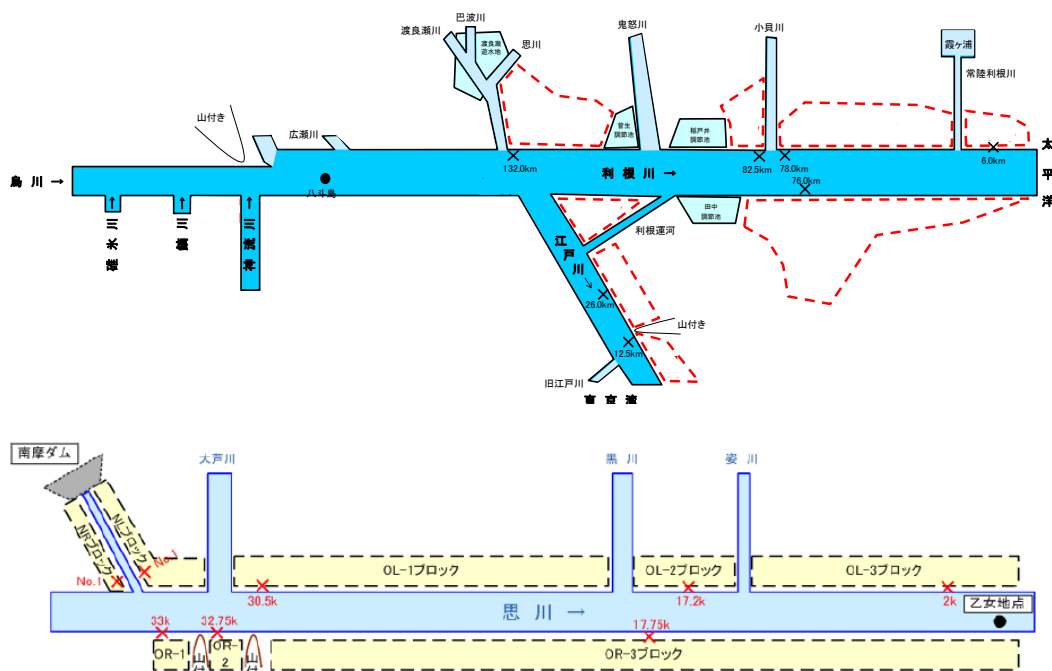 巴波川
渡良瀬川
渡良瀬
遊水地
思川
鬼怒川
小貝川
霞ヶ浦
常陸利根川
山付き
広瀬川
菅生
調節池
稲戸井
調節池
太
平
洋
132.0km
82.5km
78.0km
6.0km
烏川→
利根川→
76.0km
八斗島
碓氷川
→
鏑川
→
神流川
→
田中
調節池
利根運河
江戸川
→
26.0km
山付き
12.5km
旧江戸川
東京湾
南摩ダム
大芦川
黒川
姿川
NLブロック
NRブロック
No.1
No.1
OL-1ブロック
OL-2ブロック
OL-3ブロック
30.5k
17.2k
2k
思川→
乙女地点
33k
32.75k
17.75k
OR-1
山
OR-
2
山
OR-3ブロック